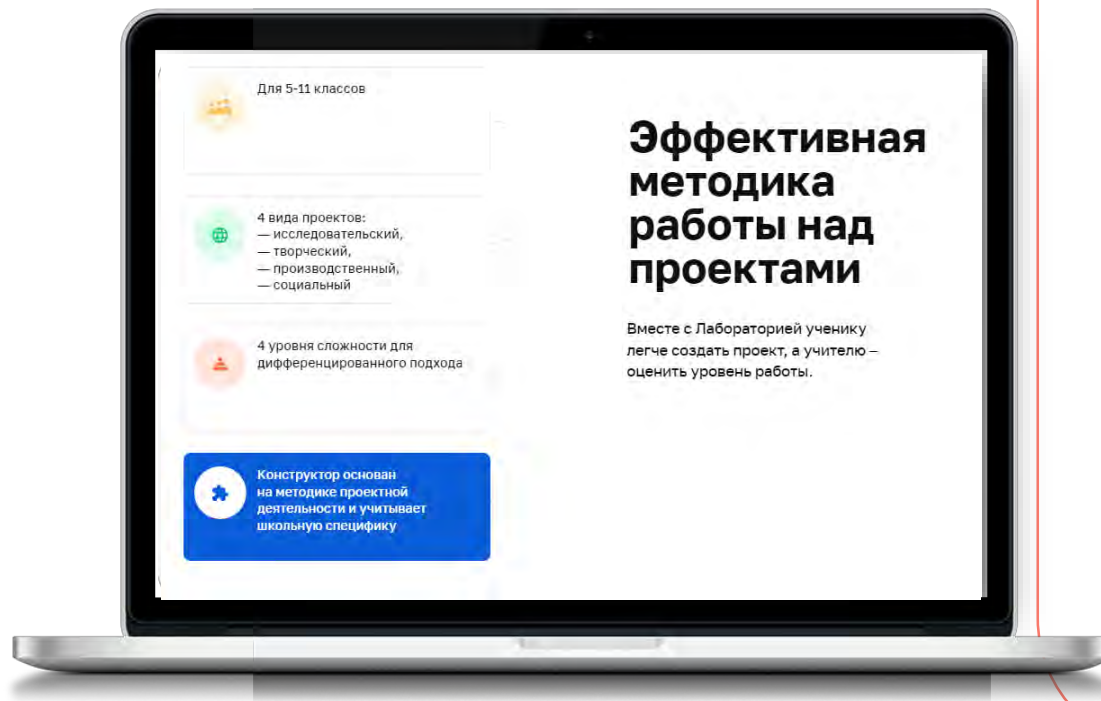 Для 5-11 классов
4 вида проектов:
— исследовательский,
— творческий,
— производственный,
— социальный
4 уровня сложности для
дифференцированного подхода
Конструктор основан
на методике проектной
деятельности и учитывает
школьную специфику
Эффективная
методика
работы над
проектами
Вместе с Лабораторией ученику
легче создать проект, а учителю –
оценить уровень работы.